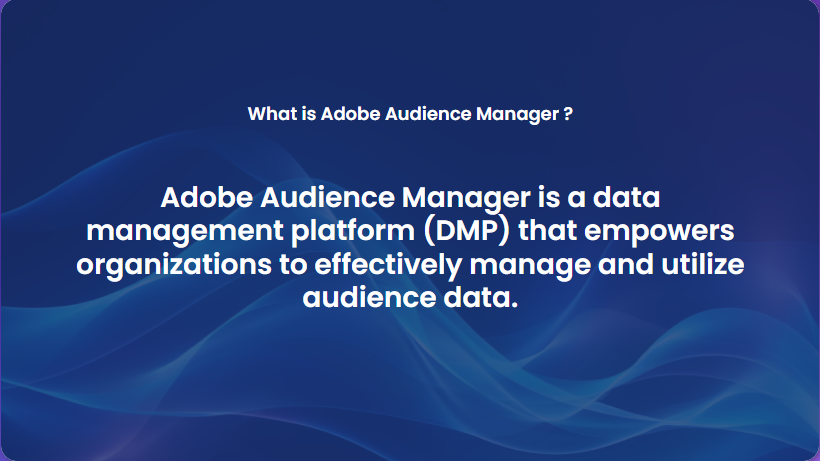 What is Adobe Audience Manager ?
Adobe Audience Manager is a data
management platform (DMP) that empowers
organizations to effectively manage and utilize
audience data.